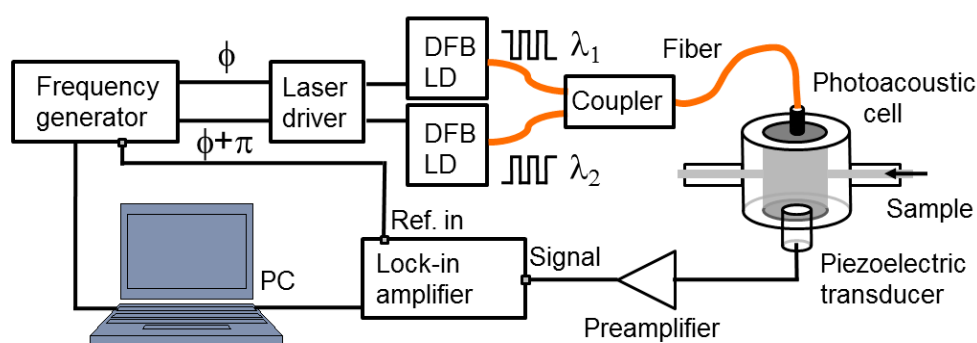 ϕ
DFB
LD
λ1
Fiber
Frequency
generator
Laser
driver
Coupler
Photoacoustic
cell
ϕ+π
DFB
LD
λ2
Sample
Ref. in
PC
Lock-in
amplifier
Signal
Preamplifier
Piezoelectric
transducer